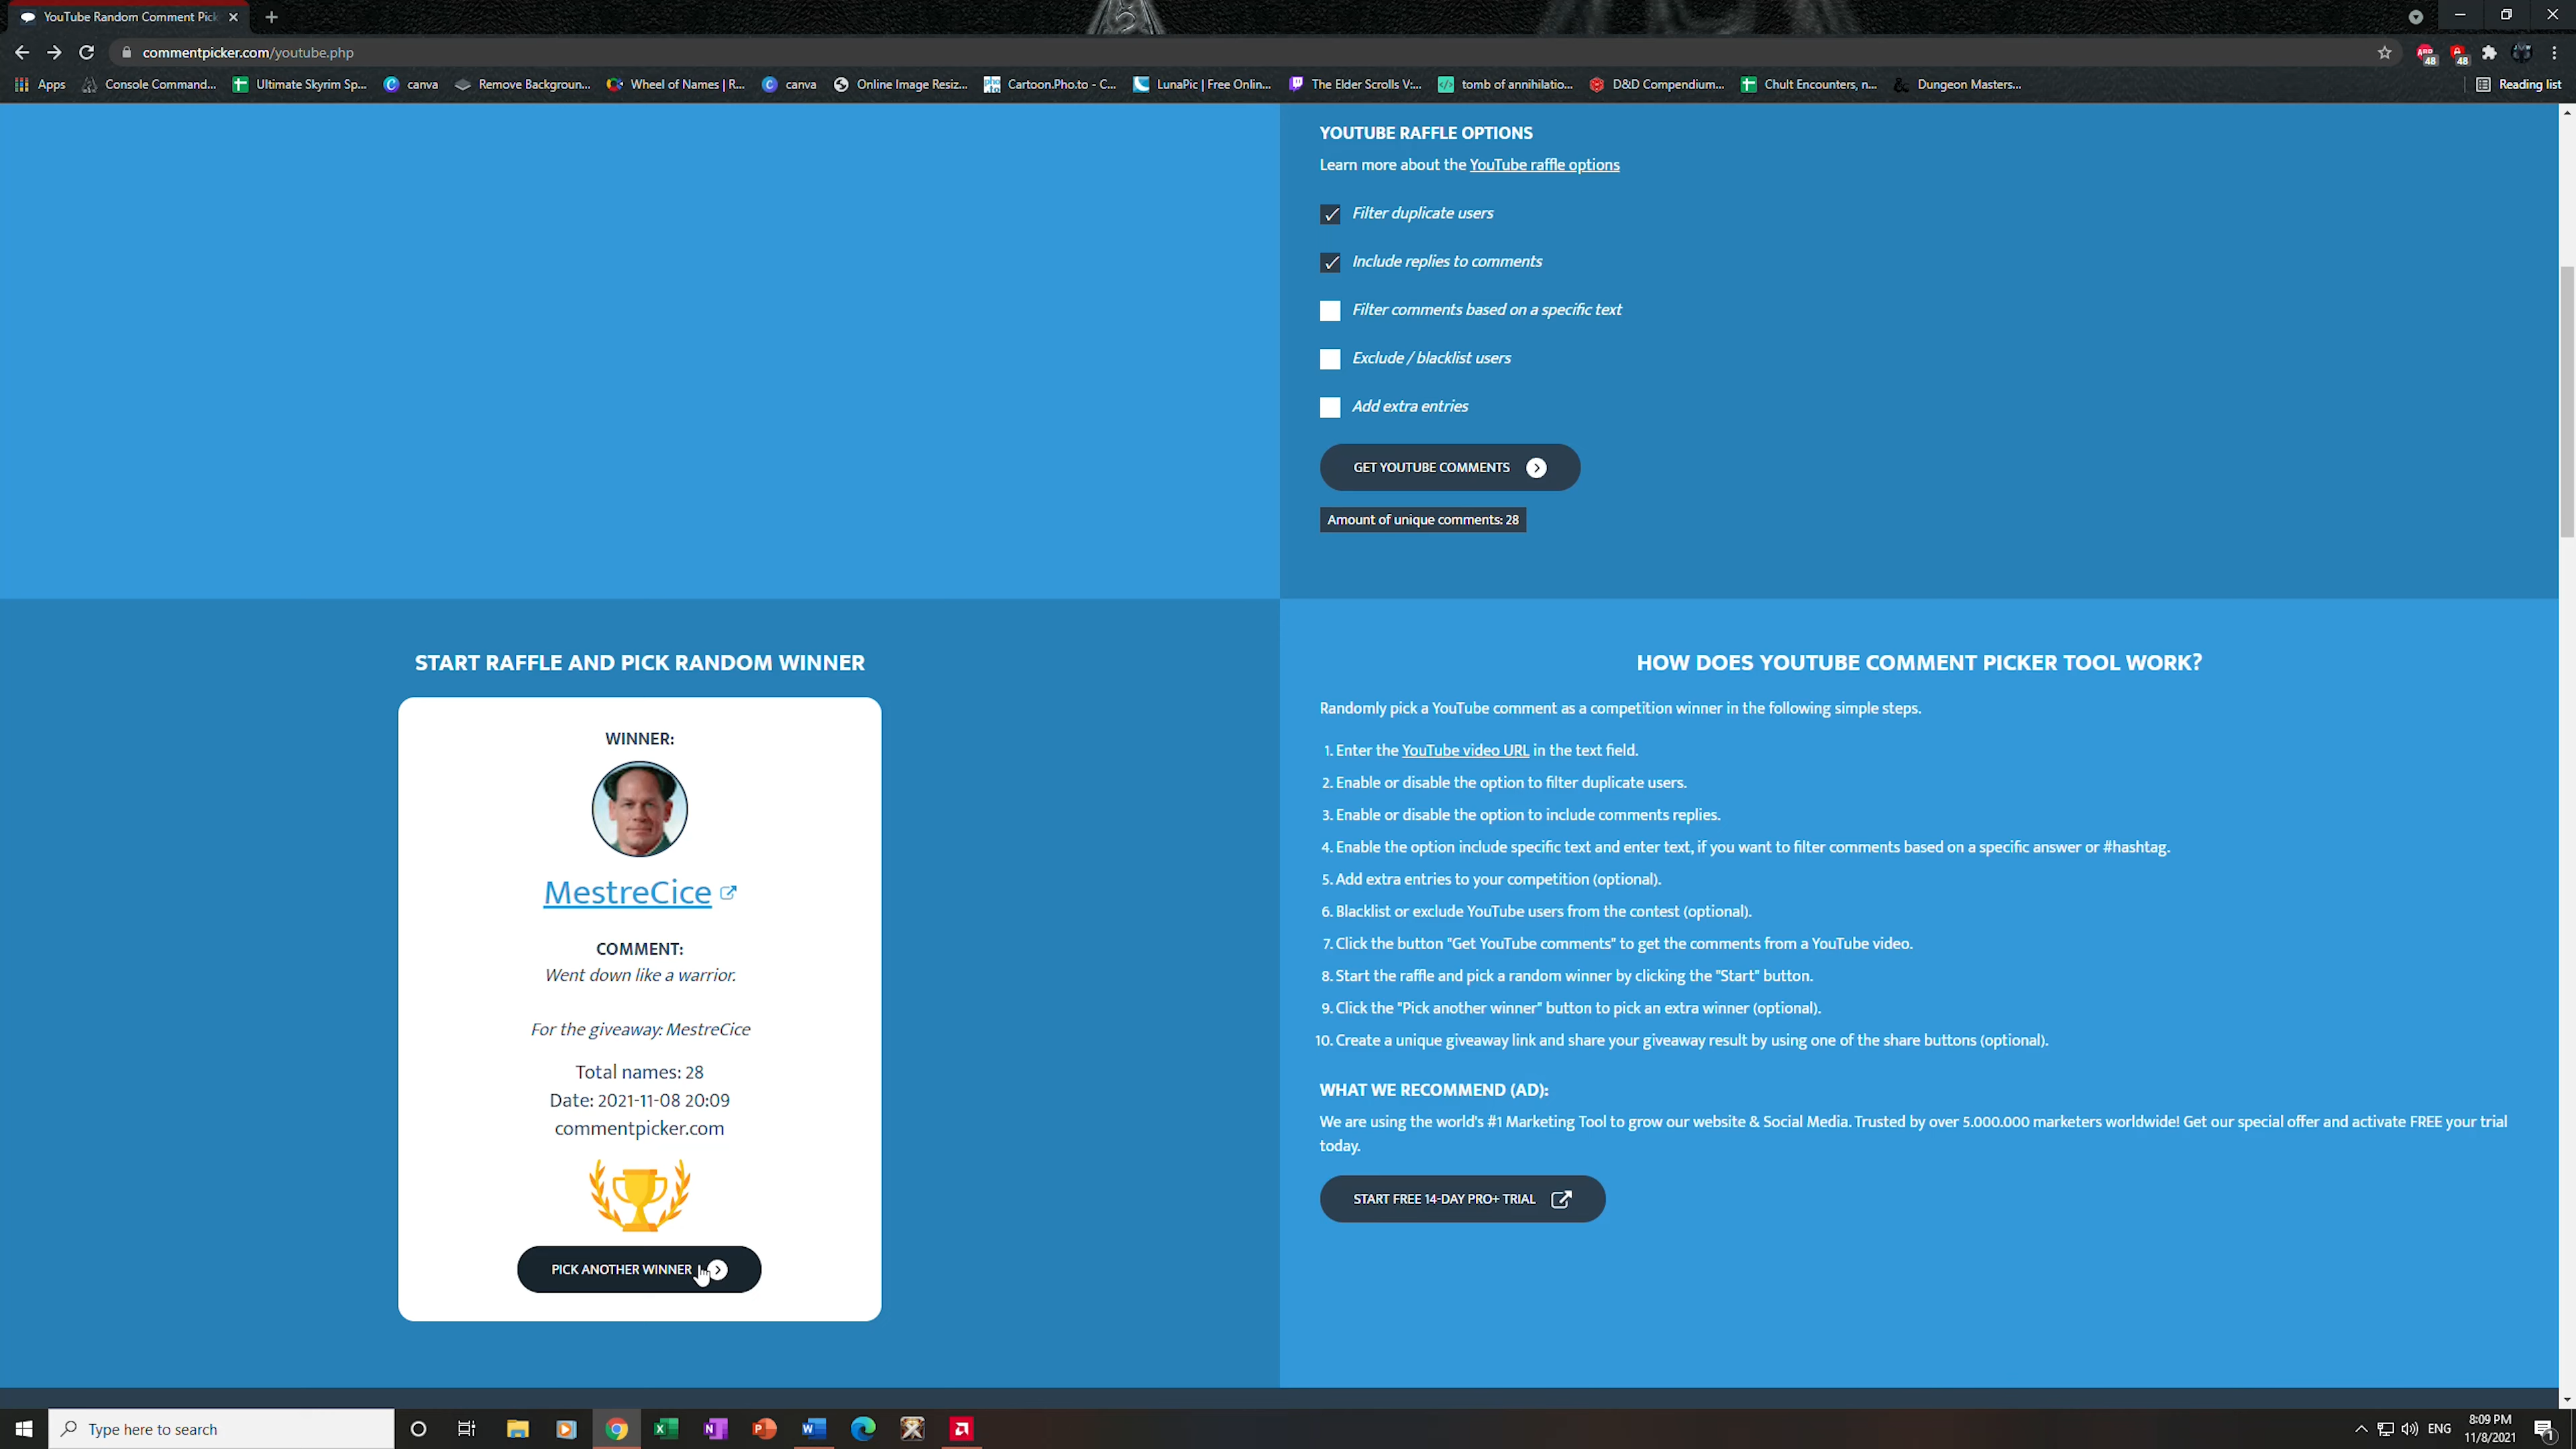 YouTube Random Comment Pick
commentpicker.com/youtube.php
48
48
Apps
Console Command...
Ultimate Skyrim Sp...
canva
Remove Backgroun...
Wheel of Names | R...
canva
Online Image Resiz...
Cartoon.Pho.to - C...
LunaPic | Free Onlin...
The Elder Scrolls V:...
tomb of annihilatio...
D&D Compendium...
Chult Encounters, n...
Dungeon Masters...
Reading list
YOUTUBE RAFFLE OPTIONS
Learn more about the YouTube raffle options
Filter duplicate users
Include replies to comments
Filter comments based on a specific text
Exclude / blacklist users
Add extra entries
GET YOUTUBE COMMENTS
Amount of unique comments: 28
START RAFFLE AND PICK RANDOM WINNER
WINNER:
MestreCice
COMMENT:
Went down like a warrior.
For the giveaway: MestreCice
Total names: 28
Date: 2021-11-08 20:09
commentpicker.com
PICK ANOTHER WINNER
HOW DOES YOUTUBE COMMENT PICKER TOOL WORK?
Randomly pick a YouTube comment as a competition winner in the following simple steps.
1. Enter the YouTube video URL in the text field.
2. Enable or disable the option to filter duplicate users.
3. Enable or disable the option to include comments replies.
4. Enable the option include specific text and enter text, if you want to filter comments based on a specific answer or #hashtag.
5. Add extra entries to your competition (optional).
6. Blacklist or exclude YouTube users from the contest (optional).
7. Click the button "Get YouTube comments" to get the comments from a YouTube video.
8. Start the raffle and pick a random winner by clicking the "Start" button.
9. Click the "Pick another winner" button to pick an extra winner (optional).
10. Create a unique giveaway link and share your giveaway result by using one of the share buttons (optional).
WHAT WE RECOMMEND (AD):
We are using the world's #1 Marketing Tool to grow our website & Social Media. Trusted by over 5.000.000 marketers worldwide! Get our special offer and activate FREE your trial
today.
START FREE 14-DAY PRO+ TRIAL
Type here to search
ENG
8:09 PM
11/8/2021
1